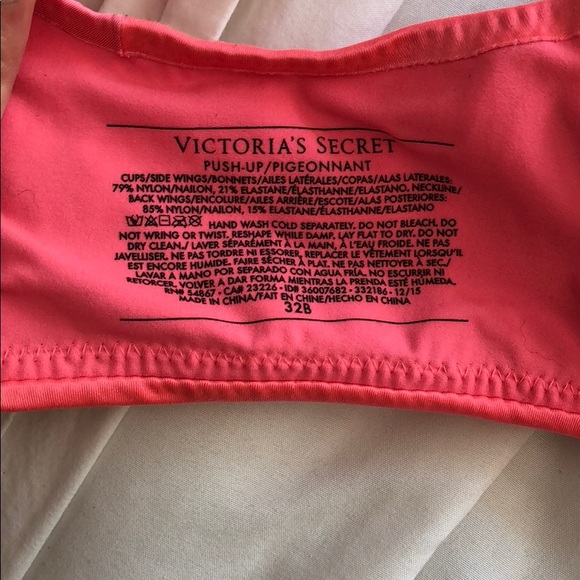 VICTORIA'S SECRET
PUSH-UP/PIGEONNANT
CUPS/SIDE WINGS/BONNETS/AILES LATÉRALES/COPAS/ALAS LATERALES:
79% NYLON/NAILON, 21% ELASTANE/ÉLASTHANNE/ELASTANO, NECKLINE/
BACK WINGS/ENCOLURE/AILES ARRIÈRE/ESCOTE/ALAS POSTERIORES:
85% NYLON/NAILON, 15% ELASTANE/ÉLASTHANNE/ELASTANO
HAND WASH COLD SEPARATELY. DO NOT BLEACH. DO
NOT WRING OR TWIST. RESHAPE WHILE DAMP. LAY FLAT TO DRY. DO NOT
DRY CLEAN./ LAVER SÉPARÉMENT À LA MAIN, À L'EAU FROIDE. NE PAS
JAVELLISER. NE PAS TORDRE NI ESSORER. REPLACER LE VÊTEMENT LORSQU'IL
EST ENCORE HUMIDE. FAIRE SÉCHER À PLAT. NE PAS NETTOYER À SEC./
LAVAR A MANO POR SEPARADO CON AGUA FRÍA. NO ESCURRIR NI
RETORCER. VOLVER A DAR FORMA MIENTRAS LA PRENDA ESTÉ HÚMEDA.
RN# 54867 • CA# 23226 • ID# 36007682 • 332186 • 12/15
MADE IN CHINA/FAIT EN CHINE/HECHO EN CHINA
32B